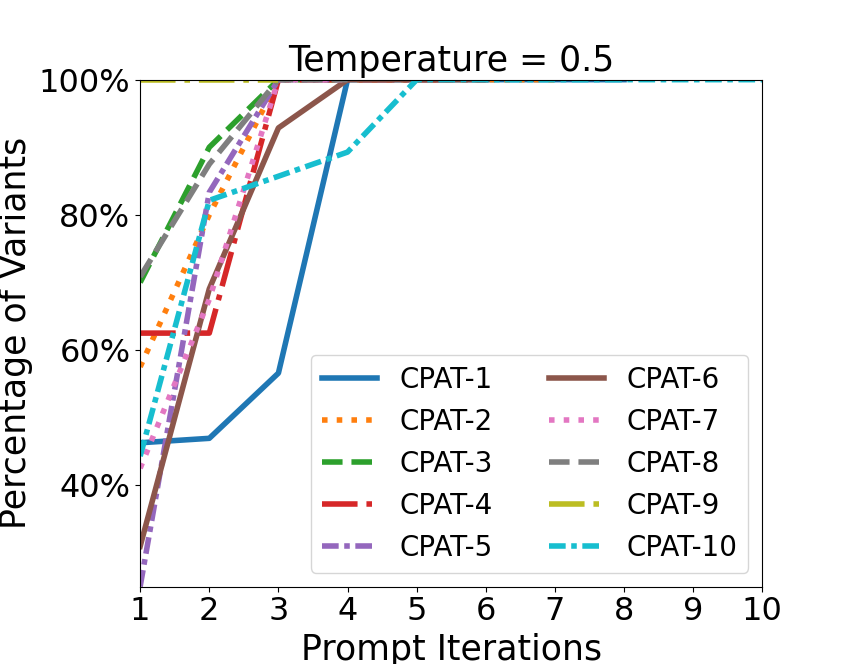 Temperature = 0.5
Percentage of Variants
100%
80%
60%
40%
CPAT-1
CPAT-2
CPAT-3
CPAT-4
CPAT-5
CPAT-6
CPAT-7
CPAT-8
CPAT-9
CPAT-10
1 2 3 4 5 6 7 8 9 10
Prompt Iterations